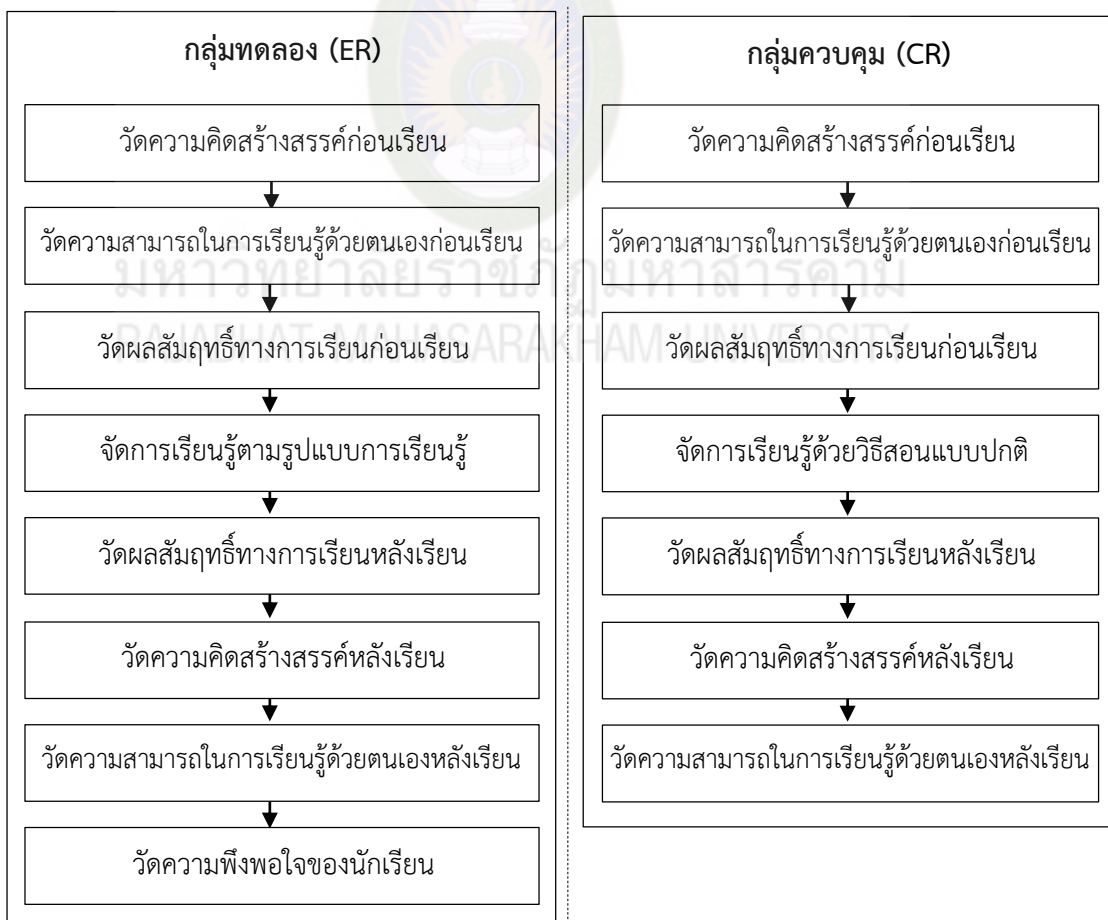 กลุ่มทดลอง (ER)
วัดความคิดสร้างสรรค์ก่อนเรียน
วัดความสามารถในการเรียนรู้ด้วยตนเองก่อนเรียน
วัดผลสัมฤทธิ์ทางการเรียนก่อนเรียน
จัดการเรียนรู้ตามรูปแบบการเรียนรู้
วัดผลสัมฤทธิ์ทางการเรียนหลังเรียน
วัดความคิดสร้างสรรค์หลังเรียน
วัดความสามารถในการเรียนรู้ด้วยตนเองหลังเรียน
วัดความพึงพอใจของนักเรียน
กลุ่มควบคุม (CR)
วัดความคิดสร้างสรรค์ก่อนเรียน
วัดความสามารถในการเรียนรู้ด้วยตนเองก่อนเรียน
วัดผลสัมฤทธิ์ทางการเรียนก่อนเรียน
จัดการเรียนรู้ด้วยวิธีสอนแบบปกติ
วัดผลสัมฤทธิ์ทางการเรียนหลังเรียน
วัดความคิดสร้างสรรค์หลังเรียน
วัดความสามารถในการเรียนรู้ด้วยตนเองหลังเรียน
มหาวิทยาลัยราชภัฏมหาสารคาม
RAJABHAT MAHASARAKHAM UNIVERSITY